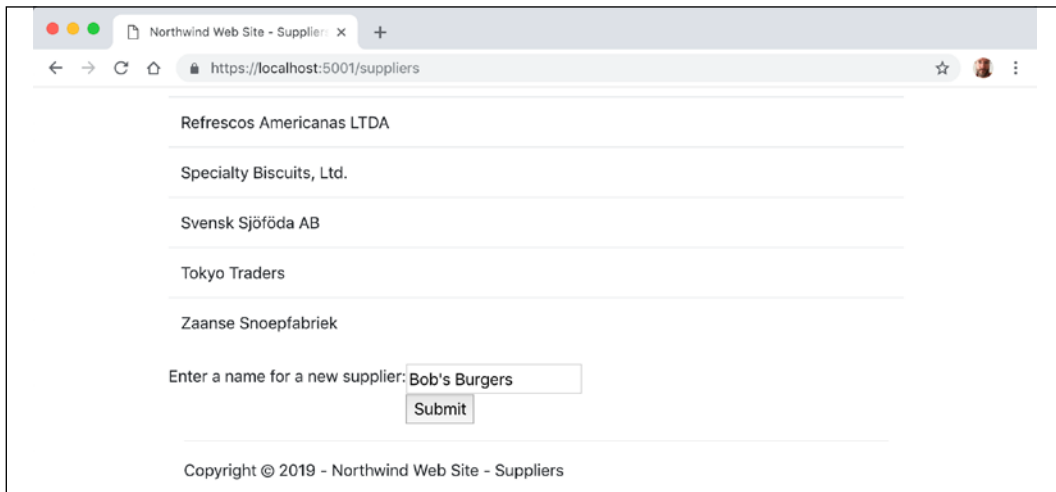 Northwind Web Site - Suppliers
https://localhost:5001/suppliers
Refrescos Americanas LTDA
Specialty Biscuits, Ltd.
Svensk Sjöföda AB
Tokyo Traders
Zaanse Snoepfabriek
Enter a name for a new supplier: Bob's Burgers
Submit
Copyright © 2019 - Northwind Web Site - Suppliers